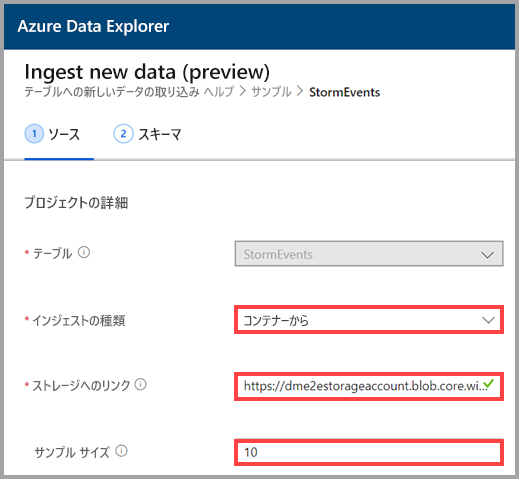 Azure Data Explorer
Ingest new data (preview)
テーブルへの新しいデータの取り込み ヘルプ > サンプル > StormEvents
1 ソース 2 スキーマ
プロジェクトの詳細
* テーブル StormEvents
* インジェストの種類 コンテナーから
* ストレージへのリンク https://dme2estorageaccount.blob.core.wi...
サンプル サイズ 10